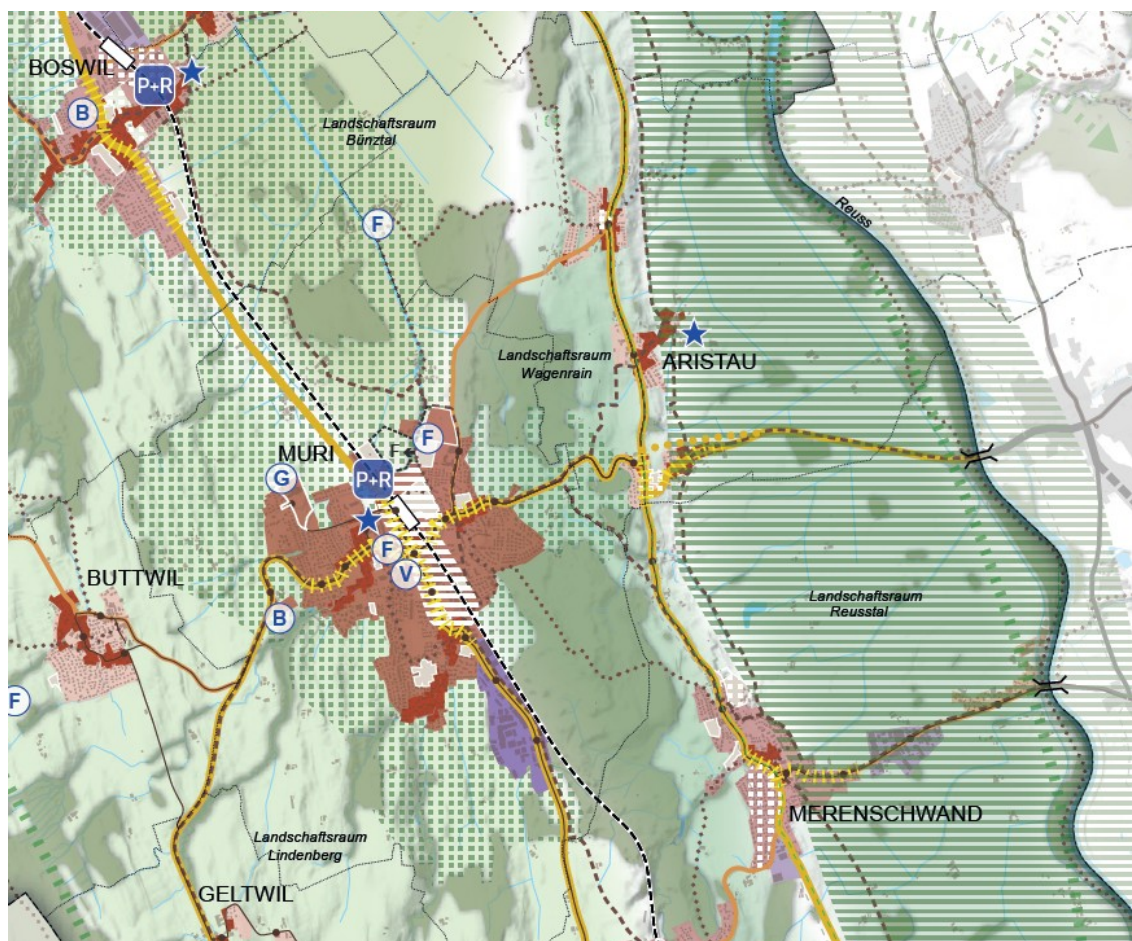 BOSWIL
P+R
B
Landschaftsraum
Bünztal
F
Reuss
Landschaftsraum
Wagenrain
ARISTAU
MURI
F
F
P+R
G
F
V
BUTTWIL
B
F
Landschaftsraum
Reusstal
MERENSCHWAND
Landschaftsraum
Lindenberg
GELTWIL